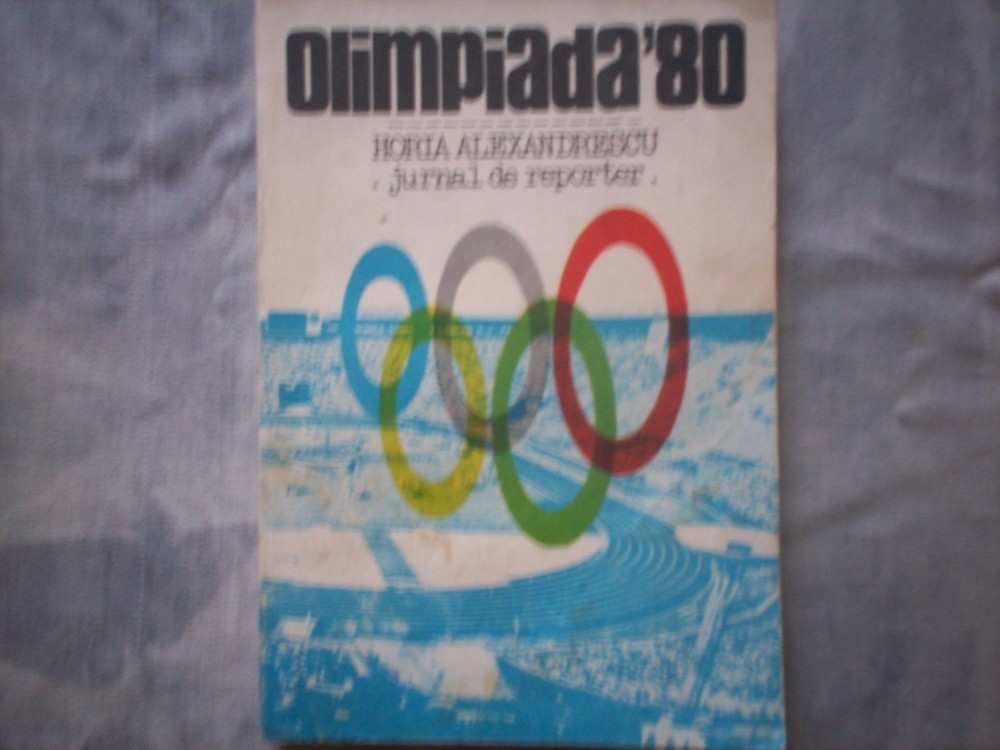 Olimpiada'80
HORIA ALEXANDRESCU
jurnal de reporter